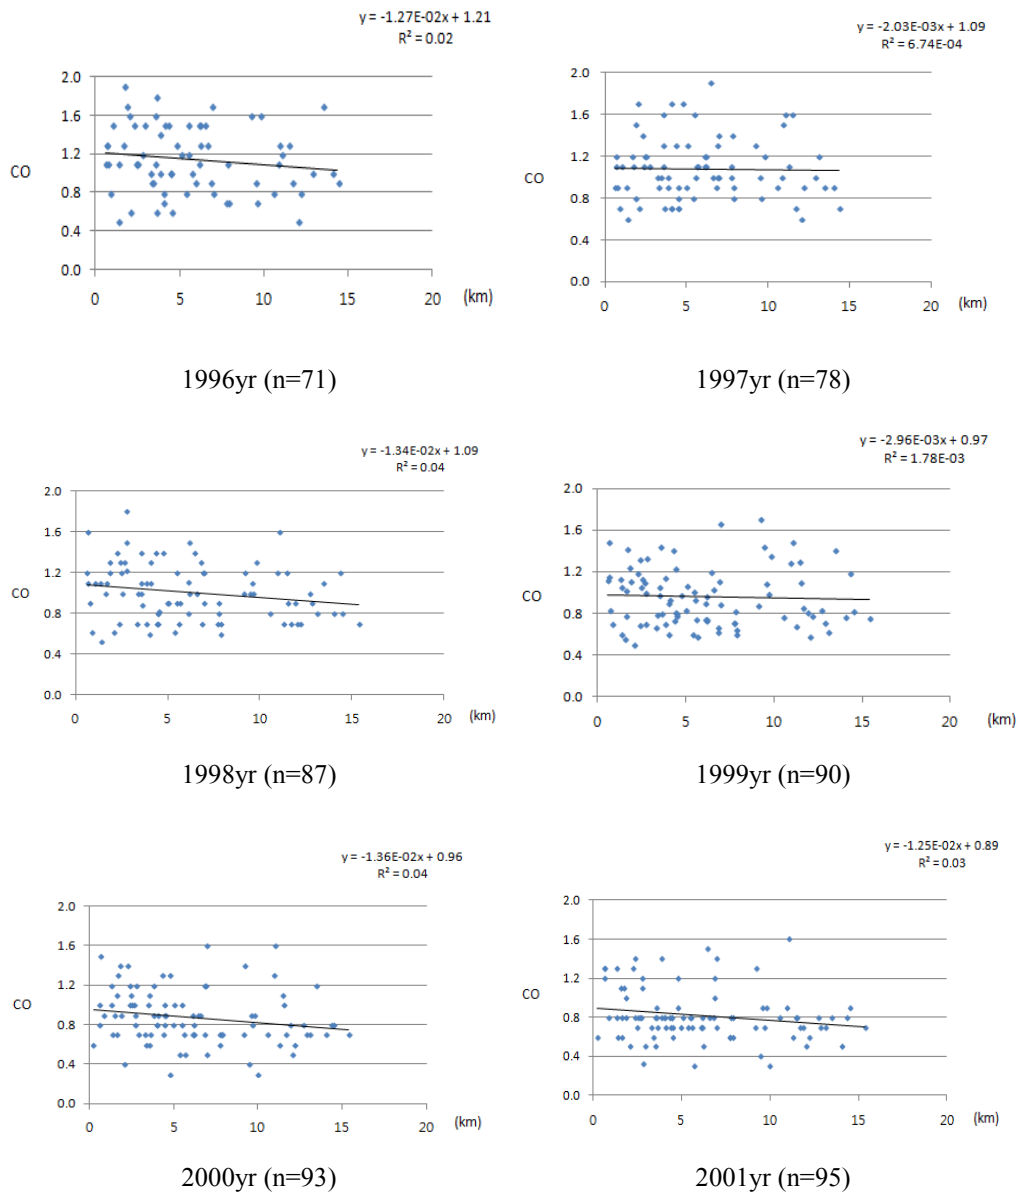 y = -1.27E-02x + 1.21
R² = 0.02
2.0
1.6
1.2
CO
0.8
0.4
0.0
0 5 10 15 20 (km)
1996yr (n=71)
y = -2.03E-03x + 1.09
R² = 6.74E-04
2.0
1.6
1.2
CO
0.8
0.4
0.0
0 5 10 15 20 (km)
1997yr (n=78)
y = -1.34E-02x + 1.09
R² = 0.04
2.0
1.6
1.2
CO
0.8
0.4
0.0
0 5 10 15 20 (km)
1998yr (n=87)
y = -2.96E-03x + 0.97
R² = 1.78E-03
2.0
1.6
1.2
CO
0.8
0.4
0.0
0 5 10 15 20 (km)
1999yr (n=90)
y = -1.36E-02x + 0.96
R² = 0.04
2.0
1.6
1.2
CO
0.8
0.4
0.0
0 5 10 15 20 (km)
2000yr (n=93)
y = -1.25E-02x + 0.89
R² = 0.03
2.0
1.6
1.2
CO
0.8
0.4
0.0
0 5 10 15 20 (km)
2001yr (n=95)